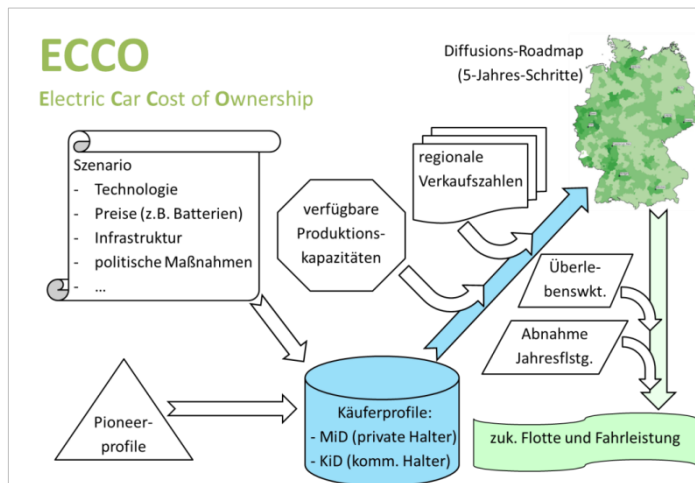 ECCO
Electric Car Cost of Ownership
Diffusions-Roadmap
(5-Jahres-Schritte)
Szenario
- Technologie
- Preise (z.B. Batterien)
- Infrastruktur
- politische Maßnahmen
- ...
verfügbare
Produktions-
kapazitäten
regionale
Verkaufszahlen
Überle-
benswkt.
Abnahme
Jahresflstg.
Pioneer-
profile
Käuferprofile:
- MiD (private Halter)
- KiD (komm. Halter)
zuk. Flotte und Fahrleistung